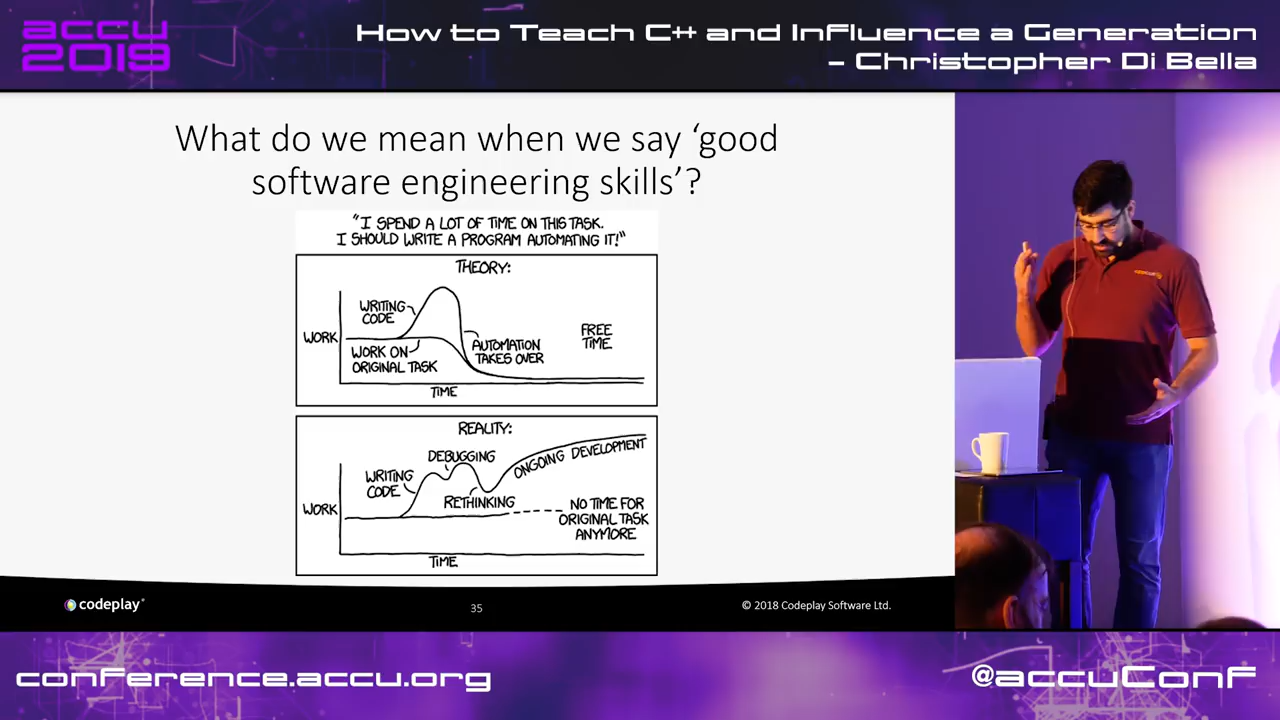 accu
2019
How to Teach C++ and Influence a Generation
– Christopher Di Bella
What do we mean when we say ‘good
software engineering skills’?
"I SPEND A LOT OF TIME ON THIS TASK.
I SHOULD WRITE A PROGRAM AUTOMATING IT!"
THEORY:
WRITING
CODE
WORK
WORK ON
ORIGINAL TASK
AUTOMATION
TAKES OVER
FREE
TIME
TIME
REALITY:
WRITING
CODE
DEBUGGING
RETHINKING
ONGOING DEVELOPMENT
WORK
NO TIME FOR
ORIGINAL TASK
ANYMORE
TIME
codeplay®
35
© 2018 Codeplay Software Ltd.
conference.accu.org
@accuConf